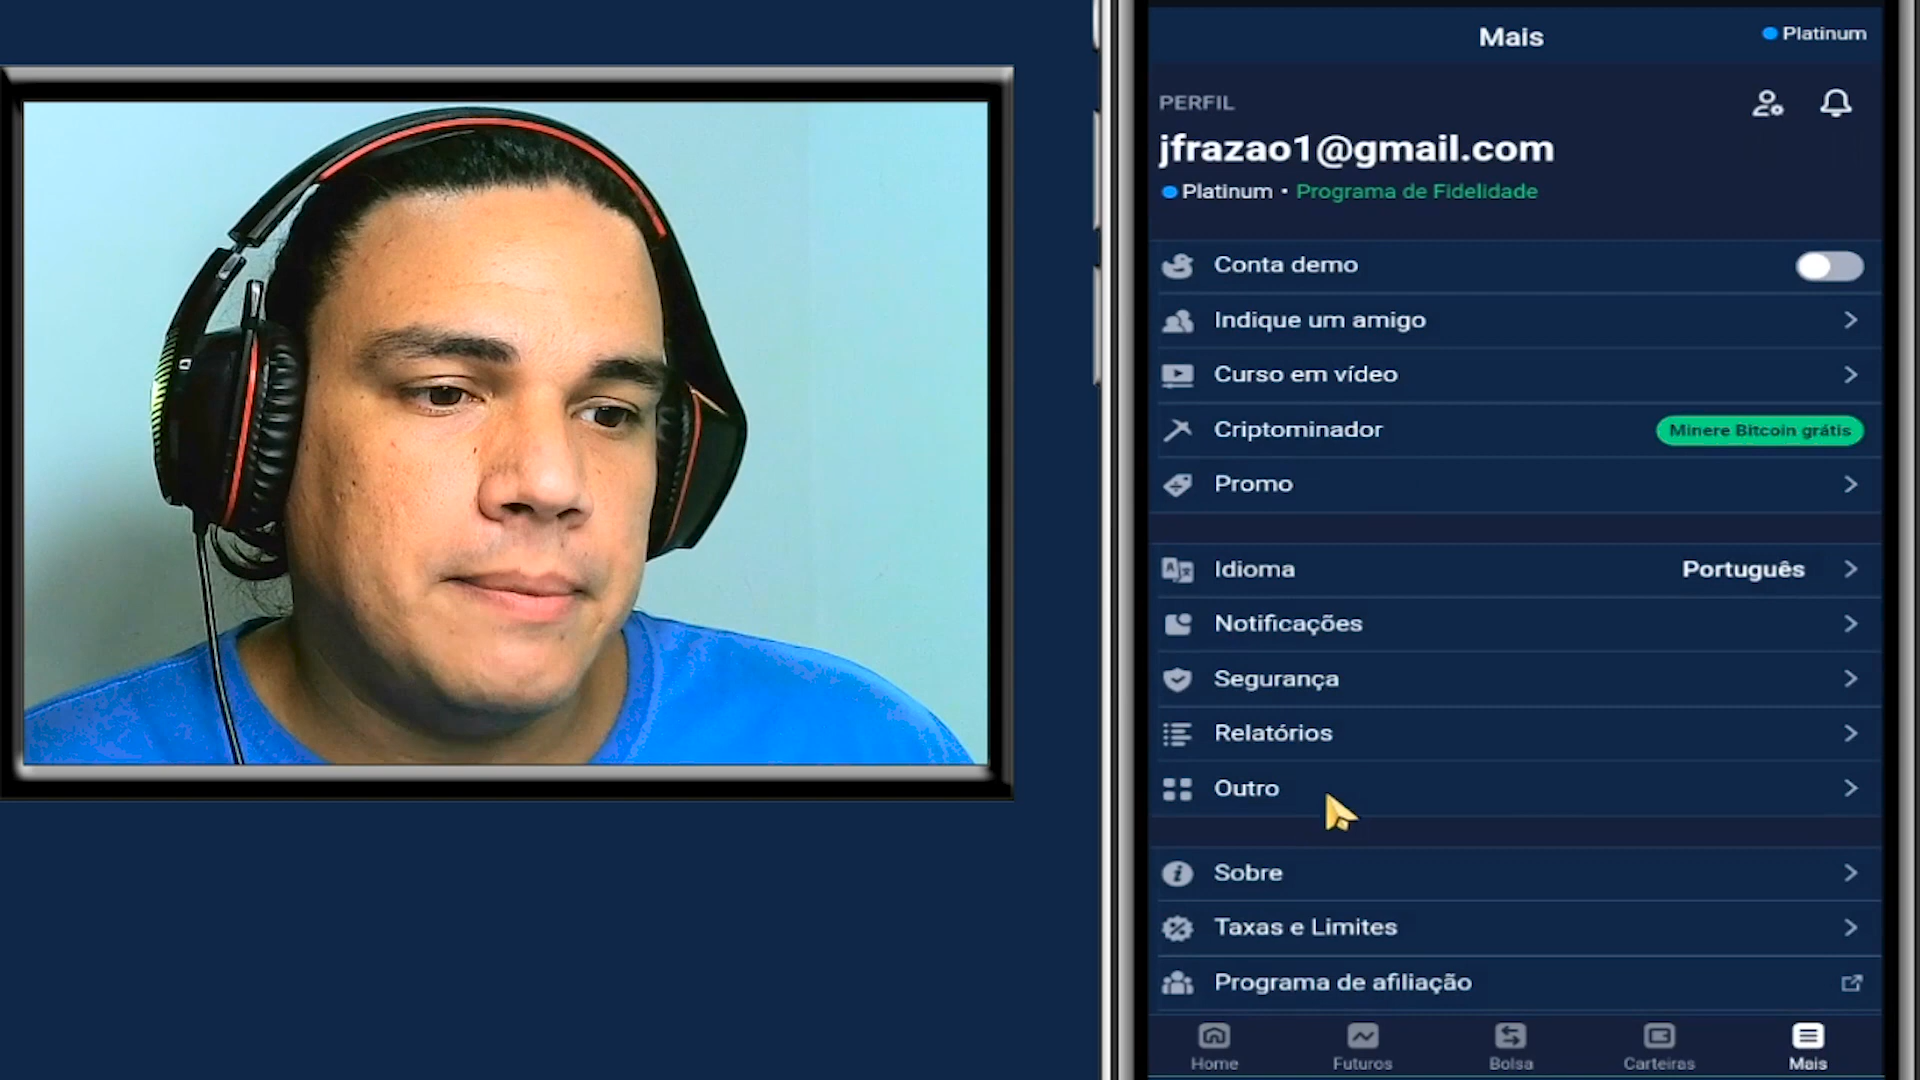 Mais
Platinum
PERFIL
jfrazao1@gmail.com
Platinum • Programa de Fidelidade
Conta demo
Indique um amigo
Curso em vídeo
Criptominador
Minere Bitcoin grátis
Promo
Idioma
Português
Notificações
Segurança
Relatórios
Outro
Sobre
Taxas e Limites
Programa de afiliação
Home
Futuros
Bolsa
Carteiras
Mais